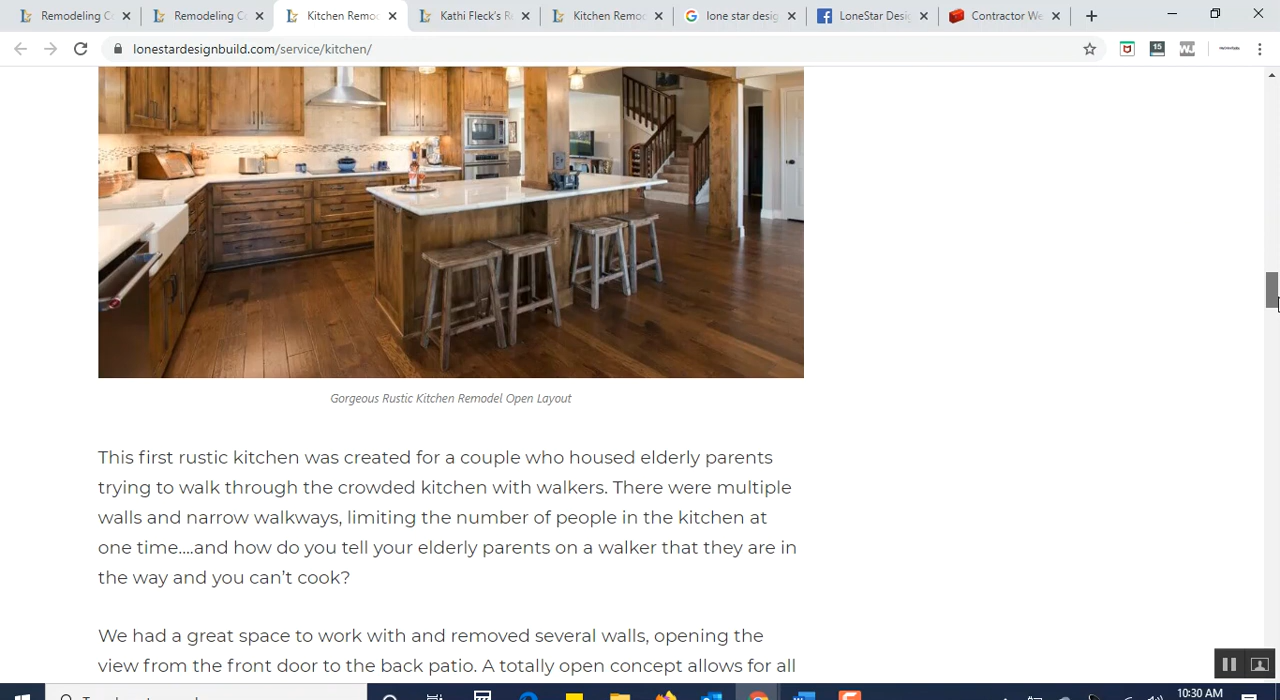 Remodeling C
Remodeling C
Kitchen Remo
Kathi Fleck's R
Kitchen Remo
lone star desig
LoneStar Desi
Contractor We
lonestardesignbuild.com/service/kitchen/
15
Gorgeous Rustic Kitchen Remodel Open Layout
This first rustic kitchen was created for a couple who housed elderly parents
trying to walk through the crowded kitchen with walkers. There were multiple
walls and narrow walkways, limiting the number of people in the kitchen at
one time....and how do you tell your elderly parents on a walker that they are in
the way and you can't cook?
We had a great space to work with and removed several walls, opening the
view from the front door to the back patio. A totally open concept allows for all
10:30 AM